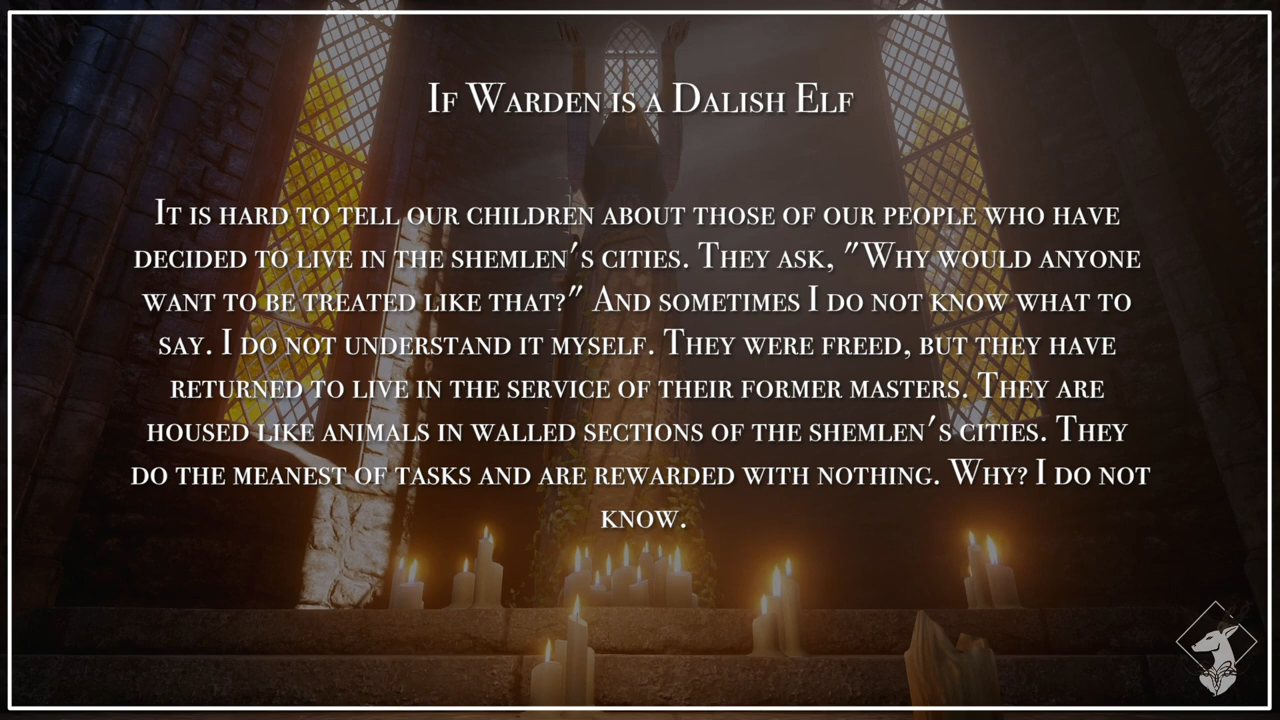 If Warden is a Dalish Elf
It is hard to tell our children about those of our people who have
decided to live in the shemlen's cities. They ask, "Why would anyone
want to be treated like that?" And sometimes I do not know what to
say. I do not understand it myself. They were freed, but they have
returned to live in the service of their former masters. They are
housed like animals in walled sections of the shemlen's cities. They
do the meanest of tasks and are rewarded with nothing. Why? I do not
know.